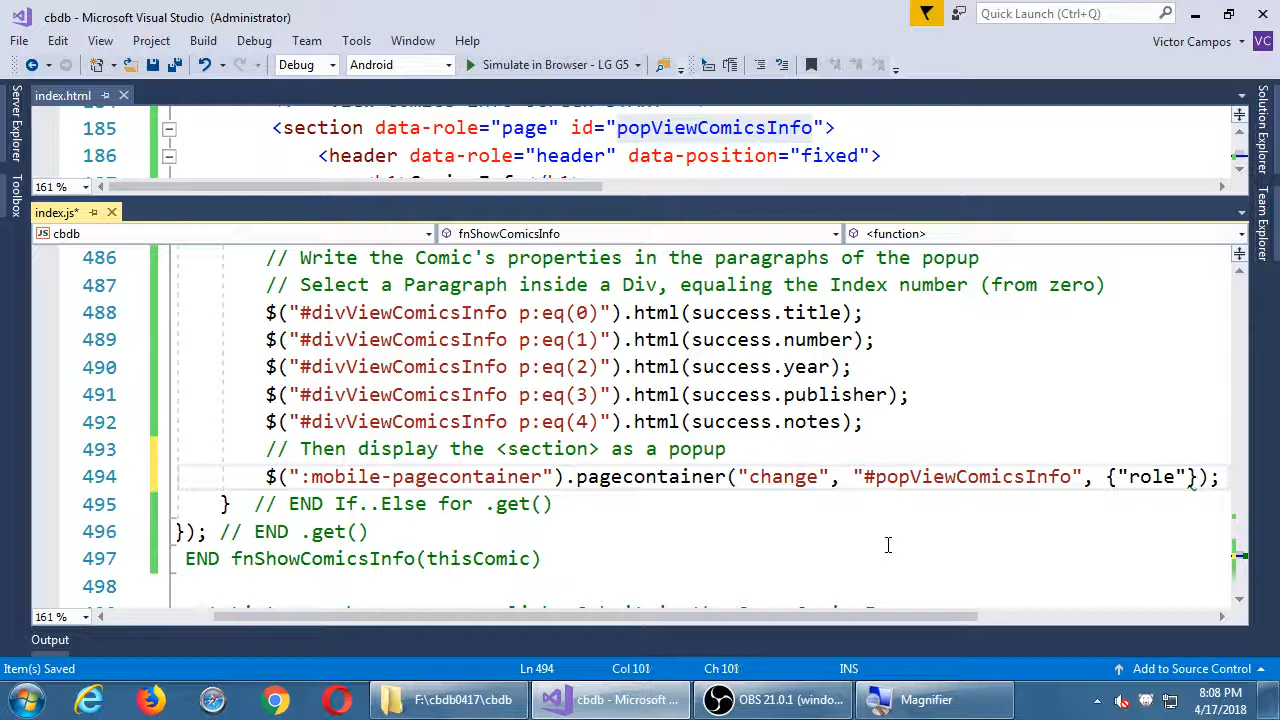 cbdb - Microsoft Visual Studio (Administrator)
Quick Launch (Ctrl+Q)
File Edit View Project Build Debug Team Tools Window Help
Victor Campos VC
Debug Android Simulate in Browser - LG G5
Server Explorer
Toolbox
Solution Explorer
Team Explorer
index.html
185 <section data-role="page" id="popViewComicsInfo">
186 <header data-role="header" data-position="fixed">
161 %
index.js*
cbdb fnShowComicsInfo <function>
486 // Write the Comic's properties in the paragraphs of the popup
487 // Select a Paragraph inside a Div, equaling the Index number (from zero)
488 $("#divViewComicsInfo p:eq(0)").html(success.title);
489 $("#divViewComicsInfo p:eq(1)").html(success.number);
490 $("#divViewComicsInfo p:eq(2)").html(success.year);
491 $("#divViewComicsInfo p:eq(3)").html(success.publisher);
492 $("#divViewComicsInfo p:eq(4)").html(success.notes);
493 // Then display the <section> as a popup
494 $(":mobile-pagecontainer").pagecontainer("change", "#popViewComicsInfo", {"role"});
495 } // END If..Else for .get()
496 }); // END .get()
497 END fnShowComicsInfo(thisComic)
498
161 %
Output
Item(s) Saved Ln 494 Col 101 Ch 101 INS Add to Source Control
F:\cbdb0417\cbdb cbdb - Microsoft ... OBS 21.0.1 (windo... Magnifier
8:08 PM
4/17/2018